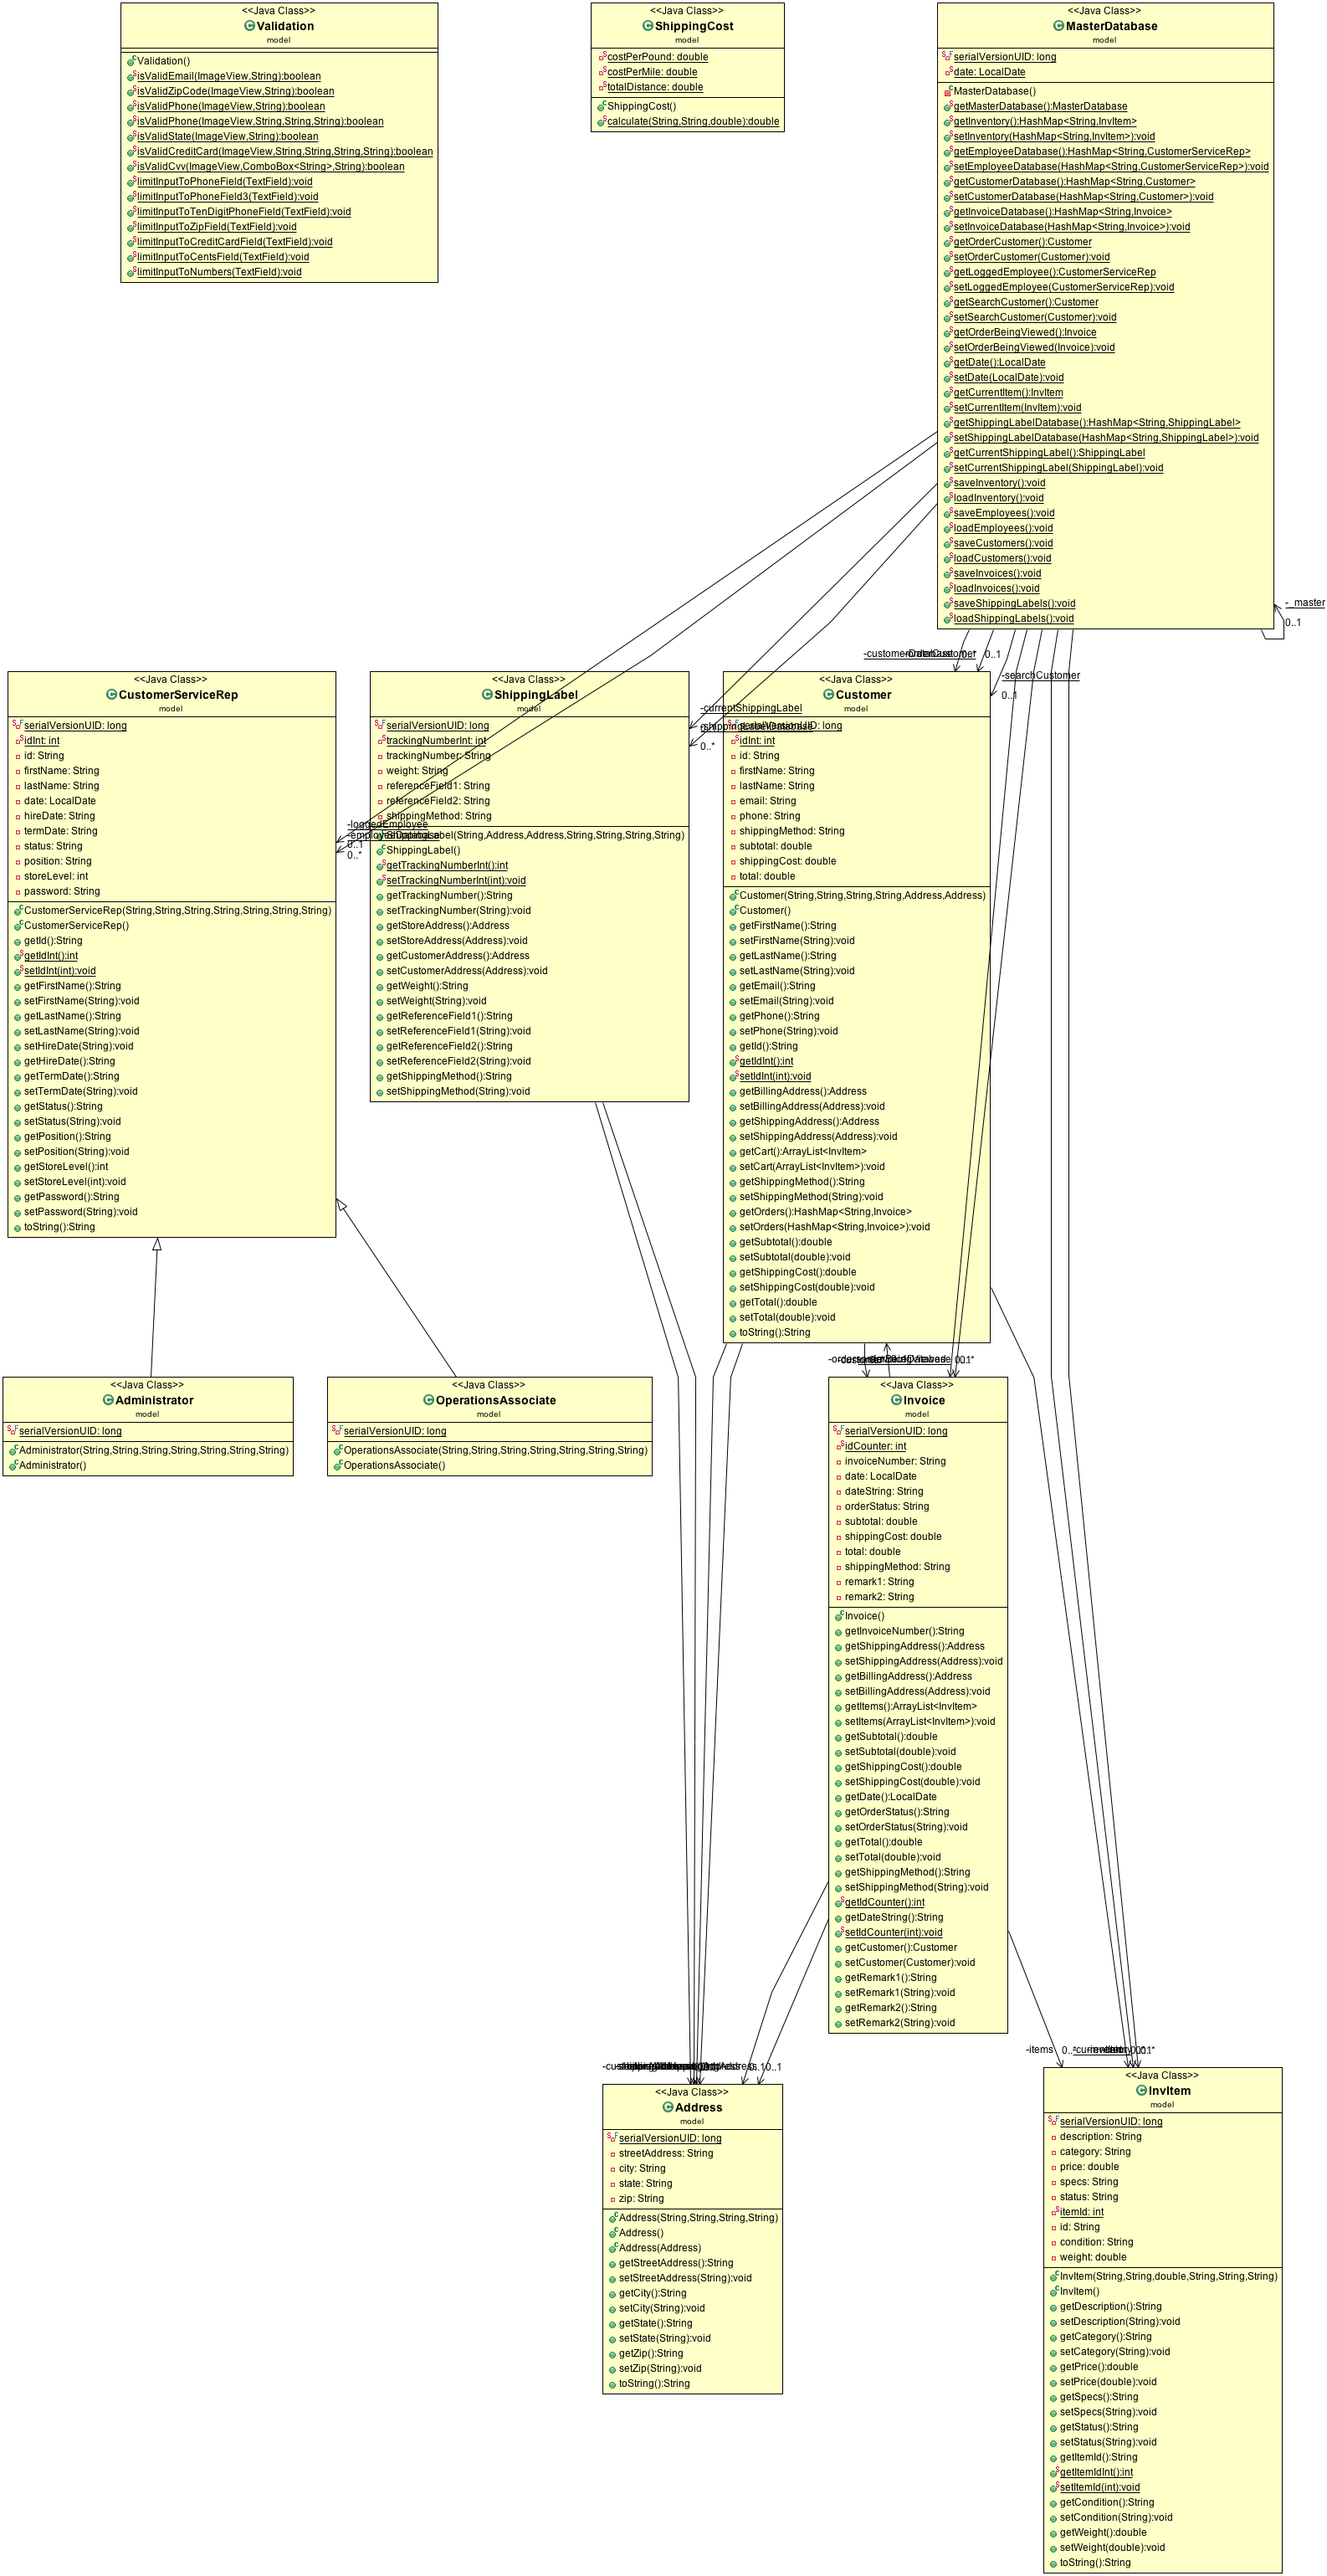 <<Java Class>>
Validation
model
Validation()
isValidEmail(ImageView,String):boolean
isValidZipCode(ImageView,String):boolean
isValidPhone(ImageView,String):boolean
isValidPhone(ImageView,String,String,String):boolean
isValidState(ImageView,String):boolean
isValidCreditCard(ImageView,String,String,String,String):boolean
isValidCvv(ImageView,ComboBox<String>,String):boolean
limitInputToPhoneField(TextField):void
limitInputToPhoneField3(TextField):void
limitInputToTenDigitPhoneField(TextField):void
limitInputToZipField(TextField):void
limitInputToCreditCardField(TextField):void
limitInputToCentsField(TextField):void
limitInputToNumbers(TextField):void
<<Java Class>>
ShippingCost
model
costPerPound: double
costPerMile: double
totalDistance: double
ShippingCost()
calculate(String,String,double):double
<<Java Class>>
MasterDatabase
model
serialVersionUID: long
date: LocalDate
MasterDatabase()
getMasterDatabase():MasterDatabase
getInventory():HashMap<String,InvItem>
setInventory(HashMap<String,InvItem>):void
getEmployeeDatabase():HashMap<String,CustomerServiceRep>
setEmployeeDatabase(HashMap<String,CustomerServiceRep>):void
getCustomerDatabase():HashMap<String,Customer>
setCustomerDatabase(HashMap<String,Customer>):void
getInvoiceDatabase():HashMap<String,Invoice>
setInvoiceDatabase(HashMap<String,Invoice>):void
getOrderCustomer():Customer
setOrderCustomer(Customer):void
getLoggedEmployee():CustomerServiceRep
setLoggedEmployee(CustomerServiceRep):void
getSearchCustomer():Customer
setSearchCustomer(Customer):void
getOrderBeingViewed():Invoice
setOrderBeingViewed(Invoice):void
getDate():LocalDate
setDate(LocalDate):void
getCurrentItem():InvItem
setCurrentItem(InvItem):void
getShippingLabelDatabase():HashMap<String,ShippingLabel>
setShippingLabelDatabase(HashMap<String,ShippingLabel>):void
getCurrentShippingLabel():ShippingLabel
setCurrentShippingLabel(ShippingLabel):void
saveInventory():void
loadInventory():void
saveEmployees():void
loadEmployees():void
saveCustomers():void
loadCustomers():void
saveInvoices():void
loadInvoices():void
saveShippingLabels():void
loadShippingLabels():void
-_master
0..1
0..1
-searchCustomer
0..1
<<Java Class>>
CustomerServiceRep
model
serialVersionUID: long
idInt: int
id: String
firstName: String
lastName: String
date: LocalDate
hireDate: String
termDate: String
status: String
position: String
storeLevel: int
password: String
CustomerServiceRep(String,String,String,String,String,String,String)
CustomerServiceRep()
getId():String
getIdInt():int
setIdInt(int):void
getFirstName():String
setFirstName(String):void
getLastName():String
setLastName(String):void
setHireDate(String):void
getHireDate():String
getTermDate():String
setTermDate(String):void
getStatus():String
setStatus(String):void
getPosition():String
setPosition(String):void
getStoreLevel():int
setStoreLevel(int):void
getPassword():String
setPassword(String):void
toString():String
-loggedEmployee
0..1
0..*
<<Java Class>>
ShippingLabel
model
serialVersionUID: long
trackingNumberInt: int
trackingNumber: String
weight: String
referenceField1: String
referenceField2: String
shippingMethod: String
ShippingLabel(String,Address,Address,String,String,String,String)
ShippingLabel()
getTrackingNumberInt():int
setTrackingNumberInt(int):void
getTrackingNumber():String
setTrackingNumber(String):void
getStoreAddress():Address
setStoreAddress(Address):void
getCustomerAddress():Address
setCustomerAddress(Address):void
getWeight():String
setWeight(String):void
getReferenceField1():String
setReferenceField1(String):void
getReferenceField2():String
setReferenceField2(String):void
getShippingMethod():String
setShippingMethod(String):void
-currentShippingLabel
0..*
<<Java Class>>
Customer
model
serialVersionUID: long
idInt: int
id: String
firstName: String
lastName: String
email: String
phone: String
shippingMethod: String
subtotal: double
shippingCost: double
total: double
Customer(String,String,String,String,Address,Address)
Customer()
getFirstName():String
setFirstName(String):void
getLastName():String
setLastName(String):void
getEmail():String
setEmail(String):void
getPhone():String
setPhone(String):void
getId():String
getIdInt():int
setIdInt(int):void
getBillingAddress():Address
setBillingAddress(Address):void
getShippingAddress():Address
setShippingAddress(Address):void
getCart():ArrayList<InvItem>
setCart(ArrayList<InvItem>):void
getShippingMethod():String
setShippingMethod(String):void
getOrders():HashMap<String,Invoice>
setOrders(HashMap<String,Invoice>):void
getSubtotal():double
setSubtotal(double):void
getShippingCost():double
setShippingCost(double):void
getTotal():double
setTotal(double):void
toString():String
<<Java Class>>
Administrator
model
serialVersionUID: long
Administrator(String,String,String,String,String,String,String)
Administrator()
<<Java Class>>
OperationsAssociate
model
serialVersionUID: long
OperationsAssociate(String,String,String,String,String,String,String)
OperationsAssociate()
<<Java Class>>
Invoice
model
serialVersionUID: long
idCounter: int
invoiceNumber: String
date: LocalDate
dateString: String
orderStatus: String
subtotal: double
shippingCost: double
total: double
shippingMethod: String
remark1: String
remark2: String
Invoice()
getInvoiceNumber():String
getShippingAddress():Address
setShippingAddress(Address):void
getBillingAddress():Address
setBillingAddress(Address):void
getItems():ArrayList<InvItem>
setItems(ArrayList<InvItem>):void
getSubtotal():double
setSubtotal(double):void
getShippingCost():double
setShippingCost(double):void
getDate():LocalDate
getOrderStatus():String
setOrderStatus(String):void
getTotal():double
setTotal(double):void
getShippingMethod():String
setShippingMethod(String):void
getIdCounter():int
getDateString():String
setIdCounter(int):void
getCustomer():Customer
setCustomer(Customer):void
getRemark1():String
setRemark1(String):void
getRemark2():String
setRemark2(String):void
-items
<<Java Class>>
Address
model
serialVersionUID: long
streetAddress: String
city: String
state: String
zip: String
Address(String,String,String,String)
Address()
Address(Address)
getStreetAddress():String
setStreetAddress(String):void
getCity():String
setCity(String):void
getState():String
setState(String):void
getZip():String
setZip(String):void
toString():String
<<Java Class>>
InvItem
model
serialVersionUID: long
description: String
category: String
price: double
specs: String
status: String
itemId: int
id: String
condition: String
weight: double
InvItem(String,String,double,String,String,String)
InvItem()
getDescription():String
setDescription(String):void
getCategory():String
setCategory(String):void
getPrice():double
setPrice(double):void
getSpecs():String
setSpecs(String):void
getStatus():String
setStatus(String):void
getItemId():String
getItemIdInt():int
setItemId(int):void
getCondition():String
setCondition(String):void
getWeight():double
setWeight(double):void
toString():String